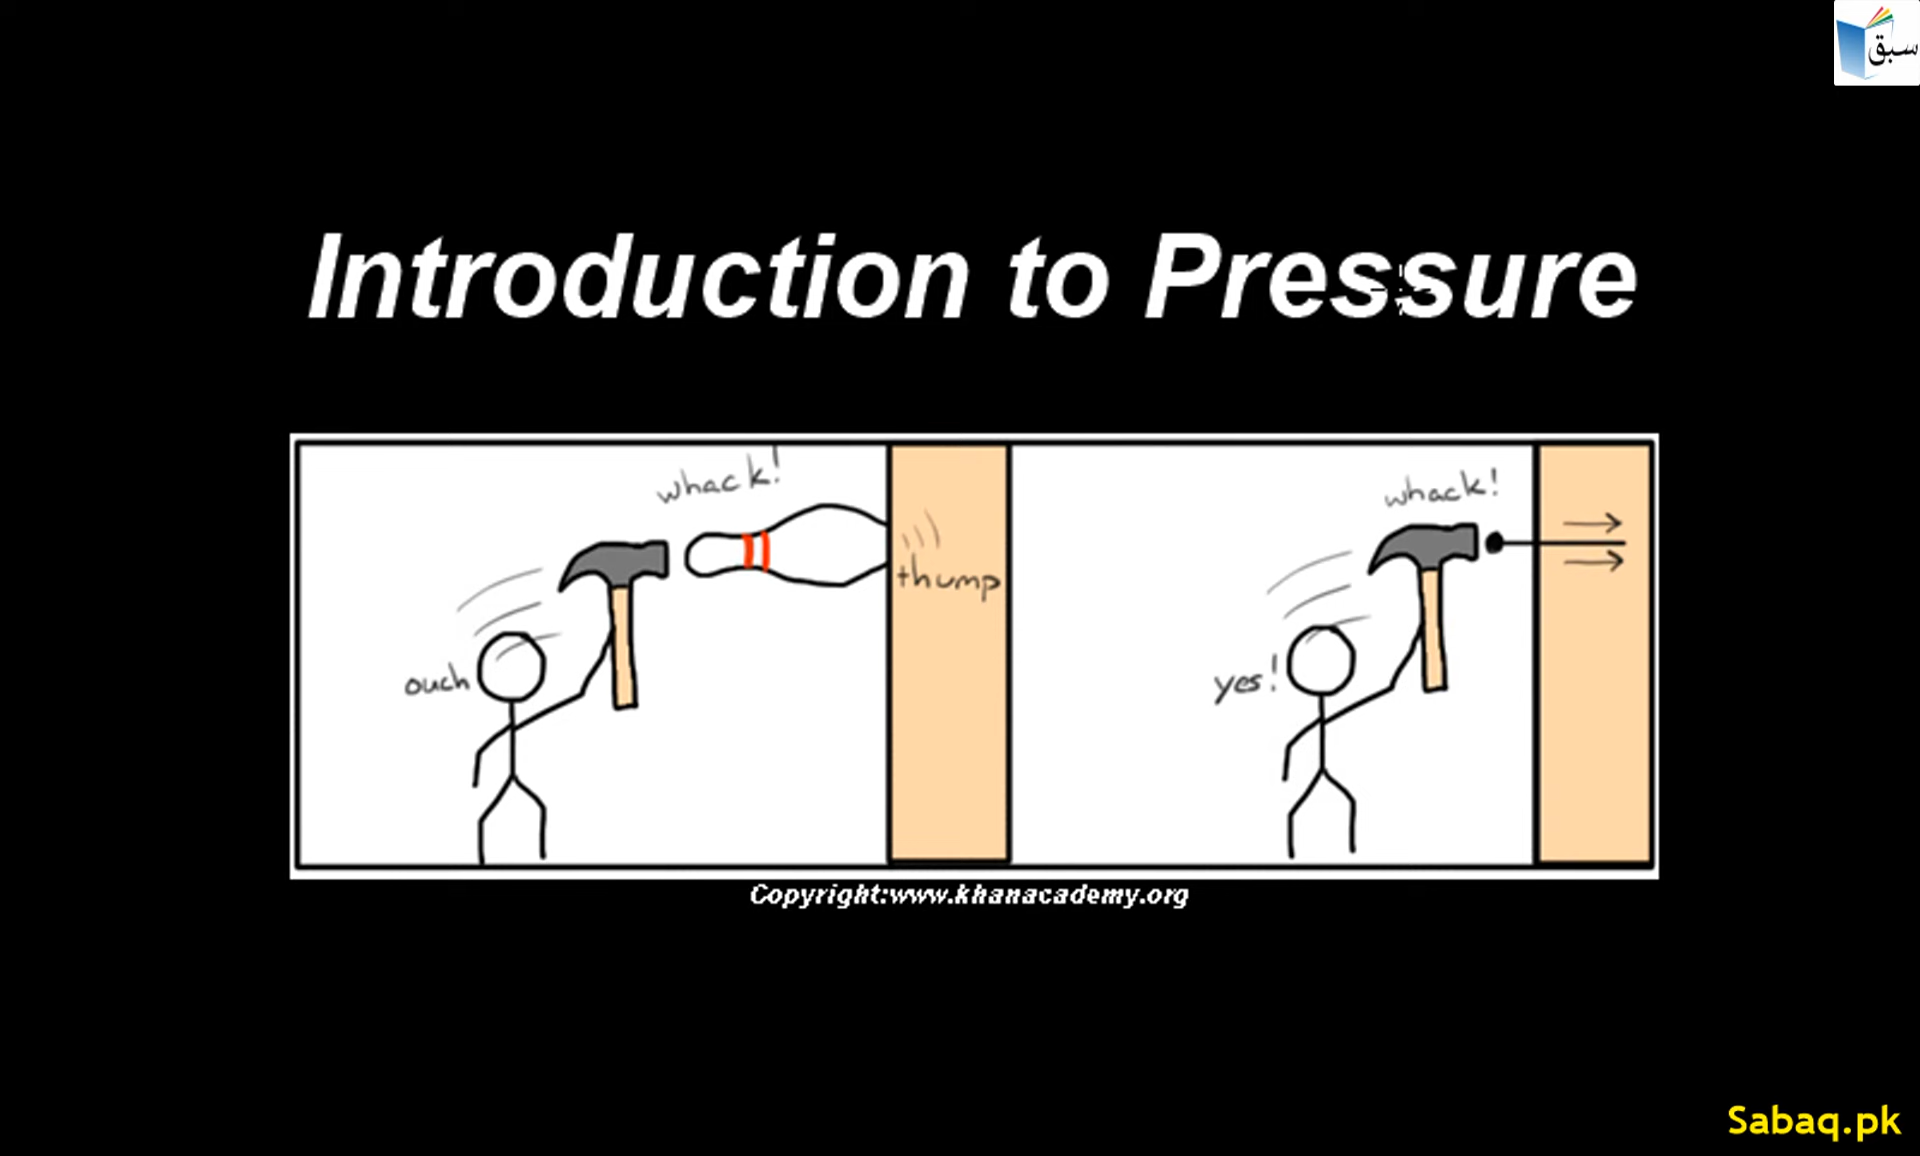 سبق
Introduction to Pressure
whack!
thump
ouch
whack!
yes!
Copyright:www.khanacademy.org
Sabaq.pk